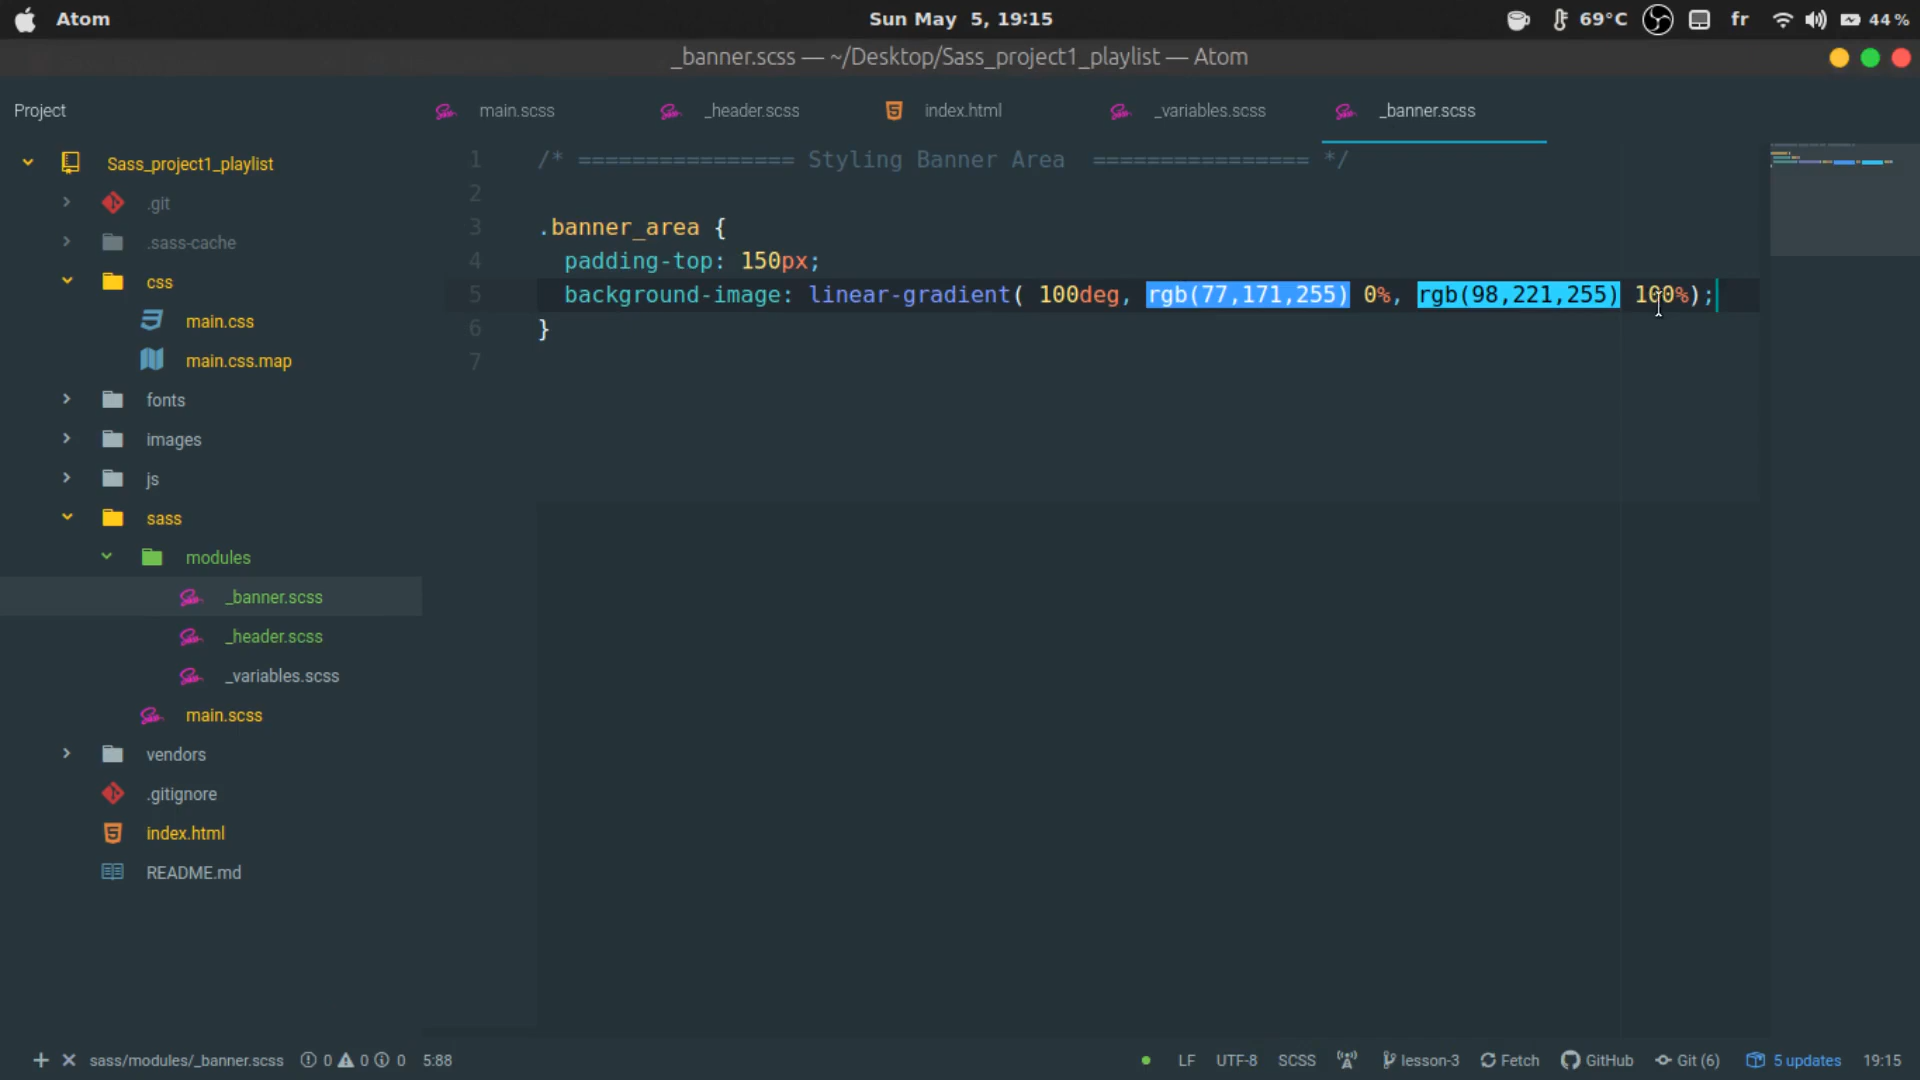 Atom
Sun May 5, 19:15
69°C
fr
44 %
_banner.scss — ~/Desktop/Sass_project1_playlist — Atom
Project
main.scss
_header.scss
index.html
_variables.scss
_banner.scss
Sass_project1_playlist
.git
.sass-cache
css
main.css
main.css.map
fonts
images
js
sass
modules
_banner.scss
_header.scss
_variables.scss
main.scss
vendors
.gitignore
index.html
README.md
1 /* ================ Styling Banner Area ================ */
2
3 .banner_area {
4 padding-top: 150px;
5 background-image: linear-gradient( 100deg, rgb(77,171,255) 0%, rgb(98,221,255) 100%);
6 }
7
sass/modules/_banner.scss 0 0 0 5:88
LF UTF-8 SCSS lesson-3 Fetch GitHub Git (6) 5 updates 19:15